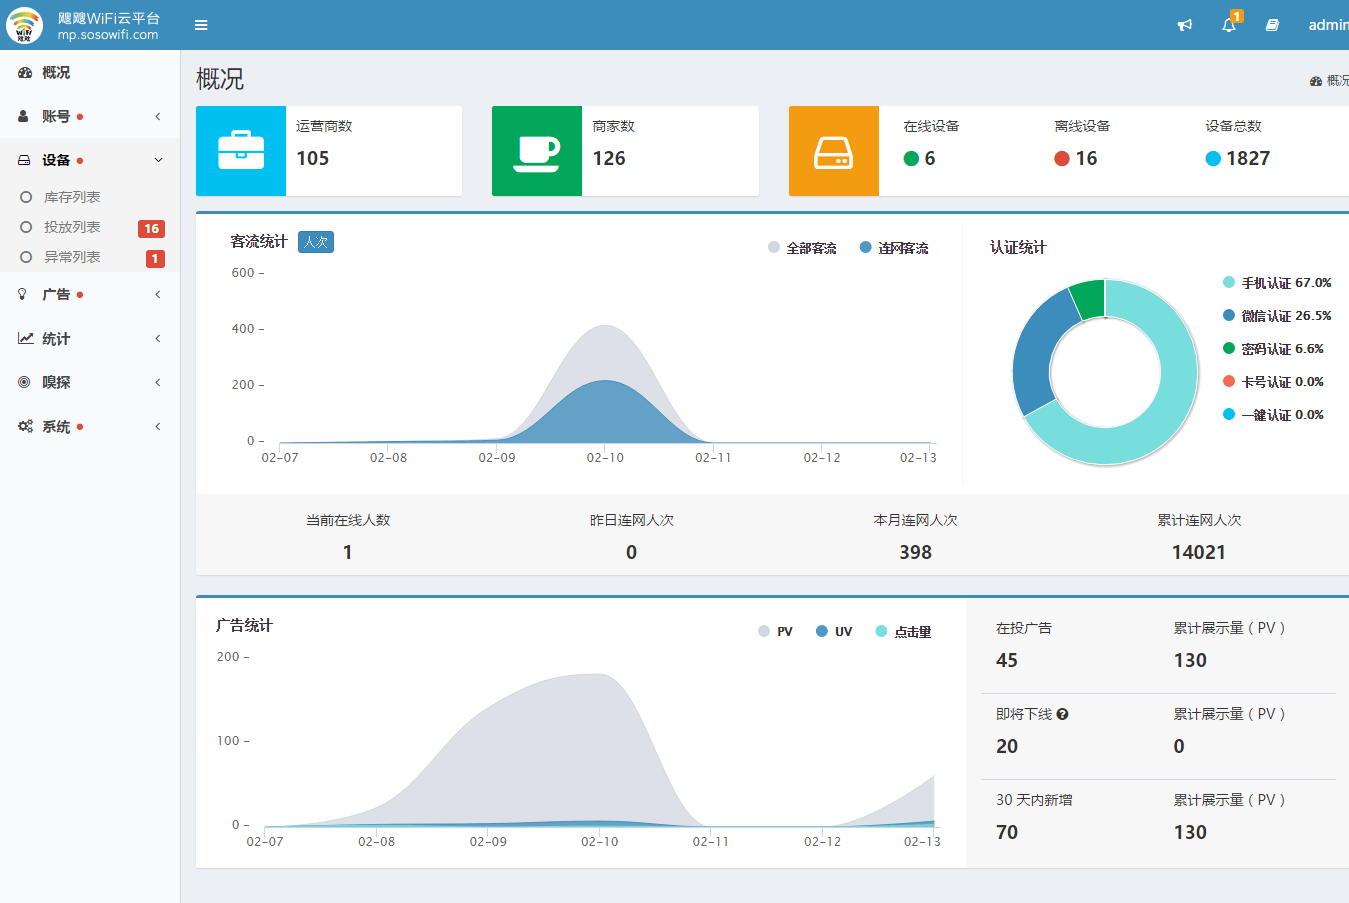 飓飓WiFi云平台
mp.sosowifi.com
WiFi
1
admin
概况
账号
设备
库存列表
投放列表 16
异常列表 1
广告
统计
嗅探
系统
概况
概况
运营商数
105
商家数
126
在线设备 离线设备 设备总数
6 16 1827
客流统计 人次
全部客流 连网客流
600
400
200
0
02-07 02-08 02-09 02-10 02-11 02-12 02-13
认证统计
手机认证 67.0%
微信认证 26.5%
密码认证 6.6%
卡号认证 0.0%
一键认证 0.0%
当前在线人数 昨日连网人次 本月连网人次 累计连网人次
1 0 398 14021
广告统计
PV UV 点击量
200
100
0
02-07 02-08 02-09 02-10 02-11 02-12 02-13
在投广告 累计展示量（PV）
45 130
即将下线 累计展示量（PV）
20 0
30 天内新增 累计展示量（PV）
70 130